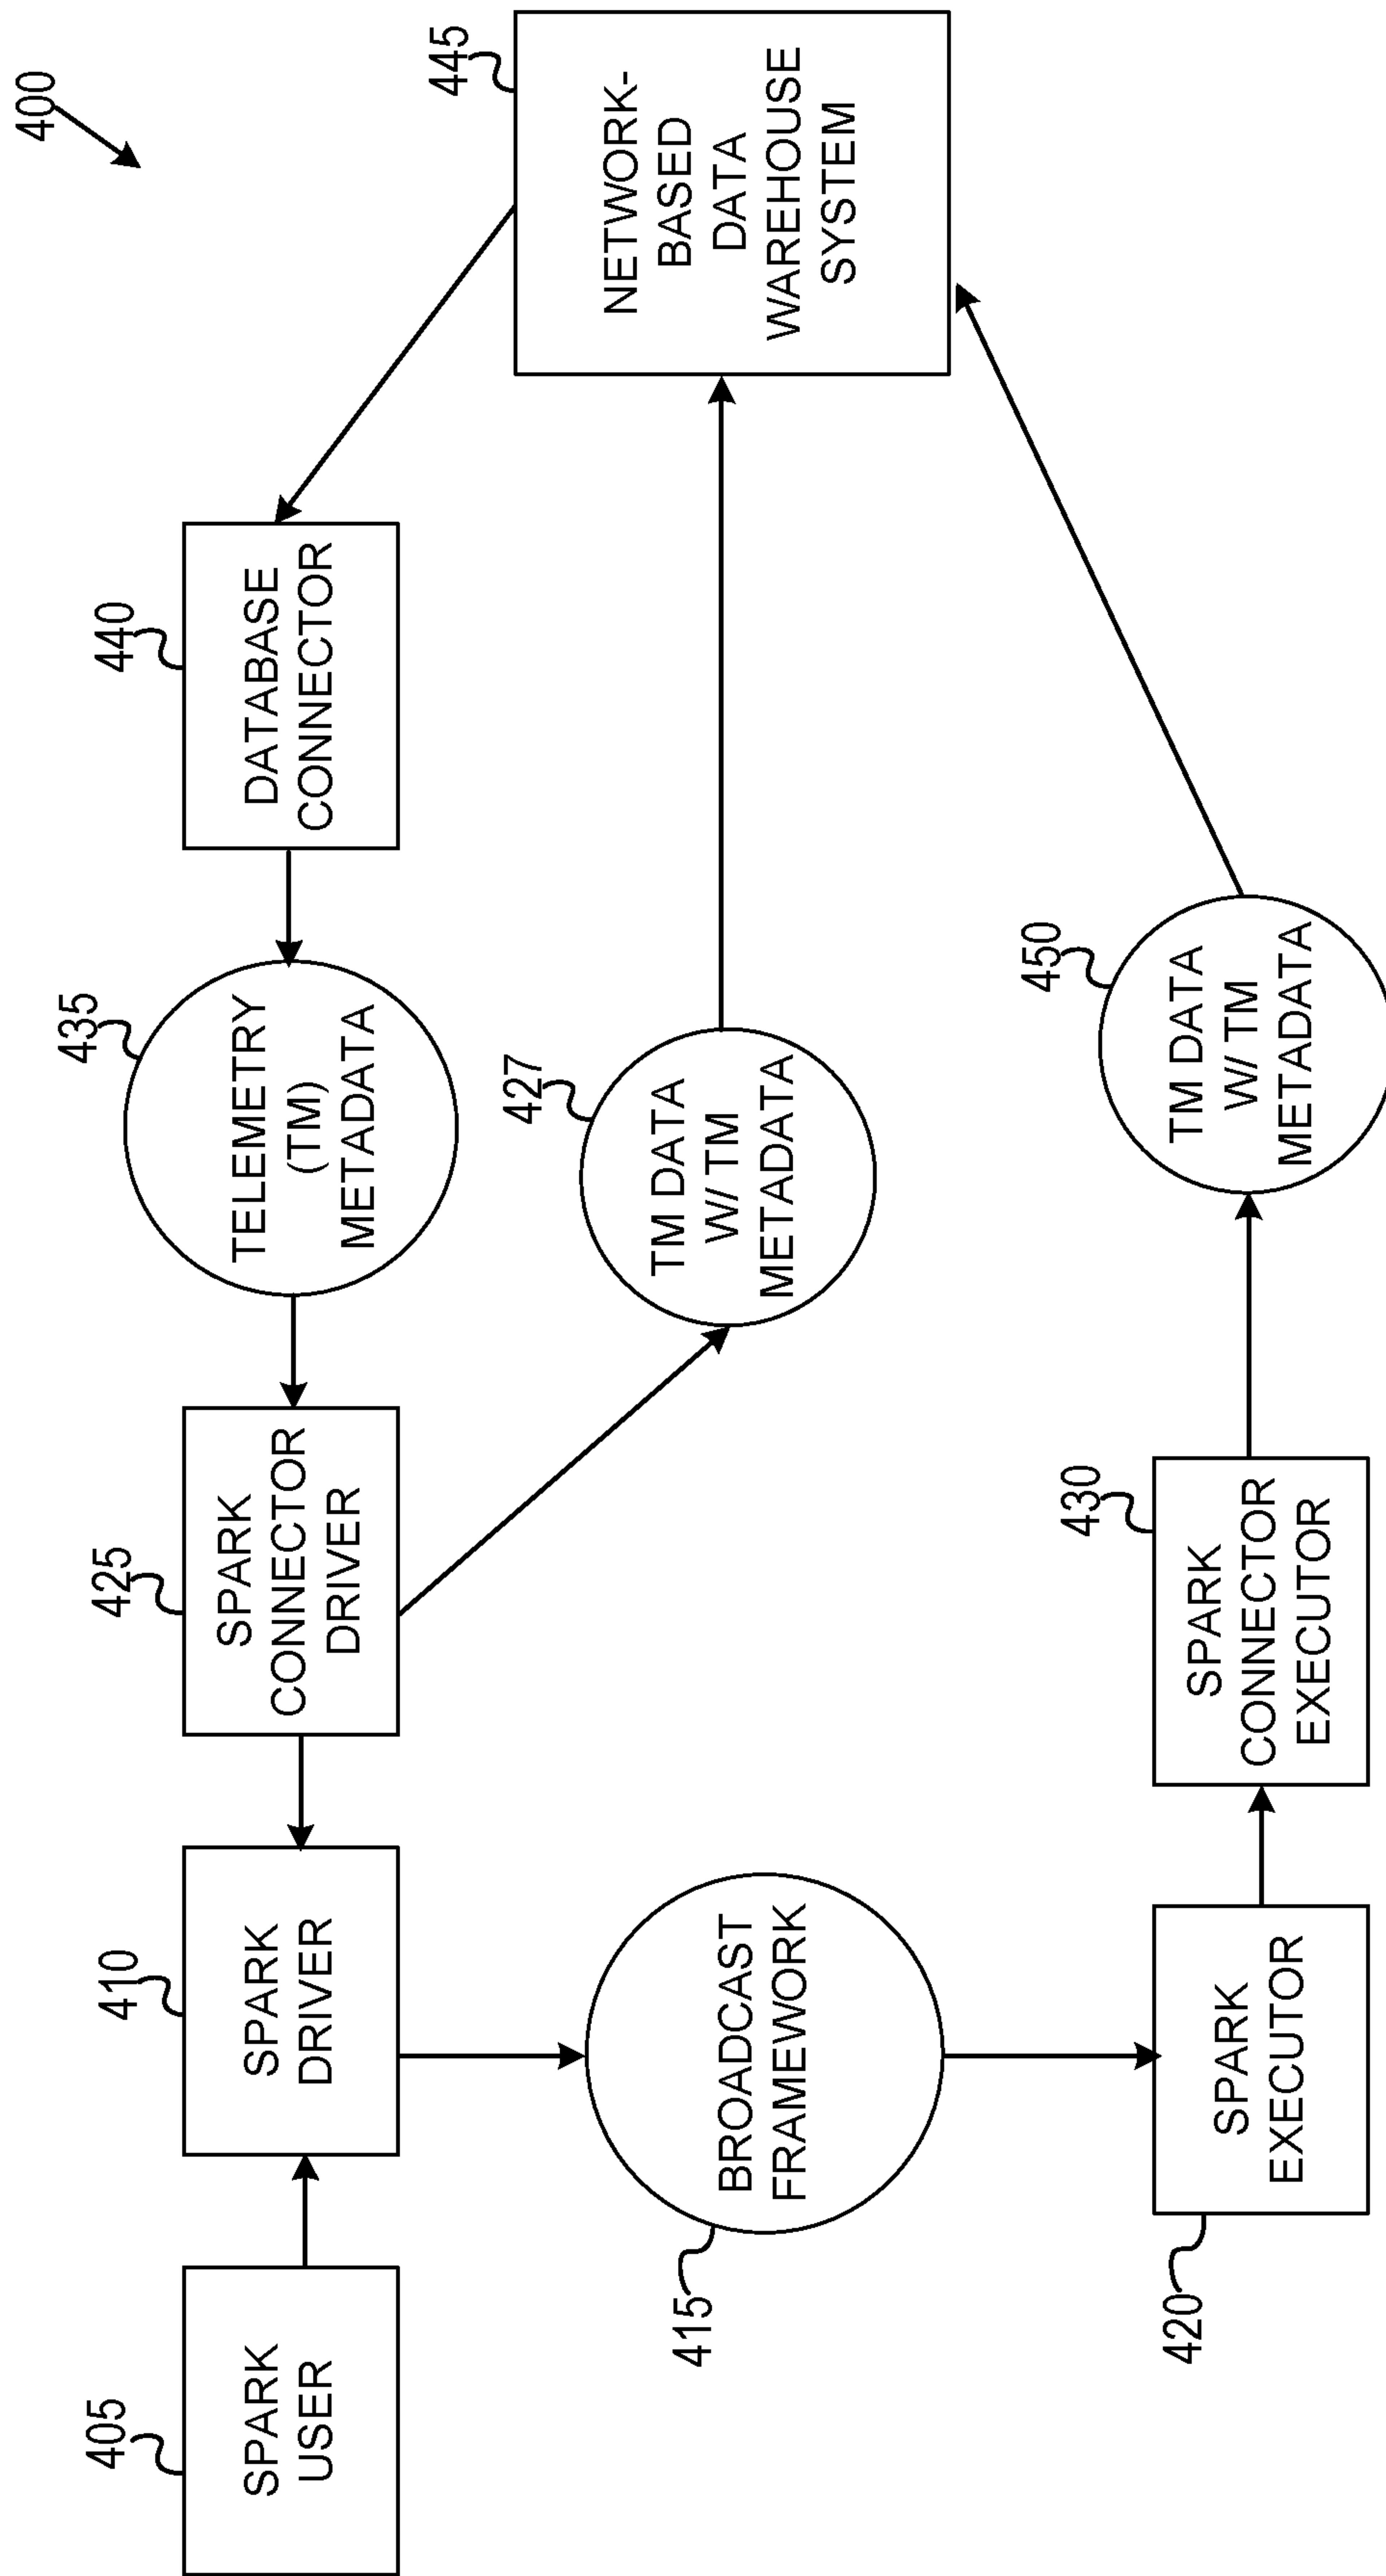 400
405
SPARK
USER
410
SPARK
DRIVER
425
SPARK
CONNECTOR
DRIVER
435
TELEMETRY
(TM)
METADATA
440
DATABASE
CONNECTOR
445
NETWORK-
BASED
DATA
WAREHOUSE
SYSTEM
427
TM DATA
W/ TM
METADATA
415
BROADCAST
FRAMEWORK
420
SPARK
EXECUTOR
430
SPARK
CONNECTOR
EXECUTOR
450
TM DATA
W/ TM
METADATA